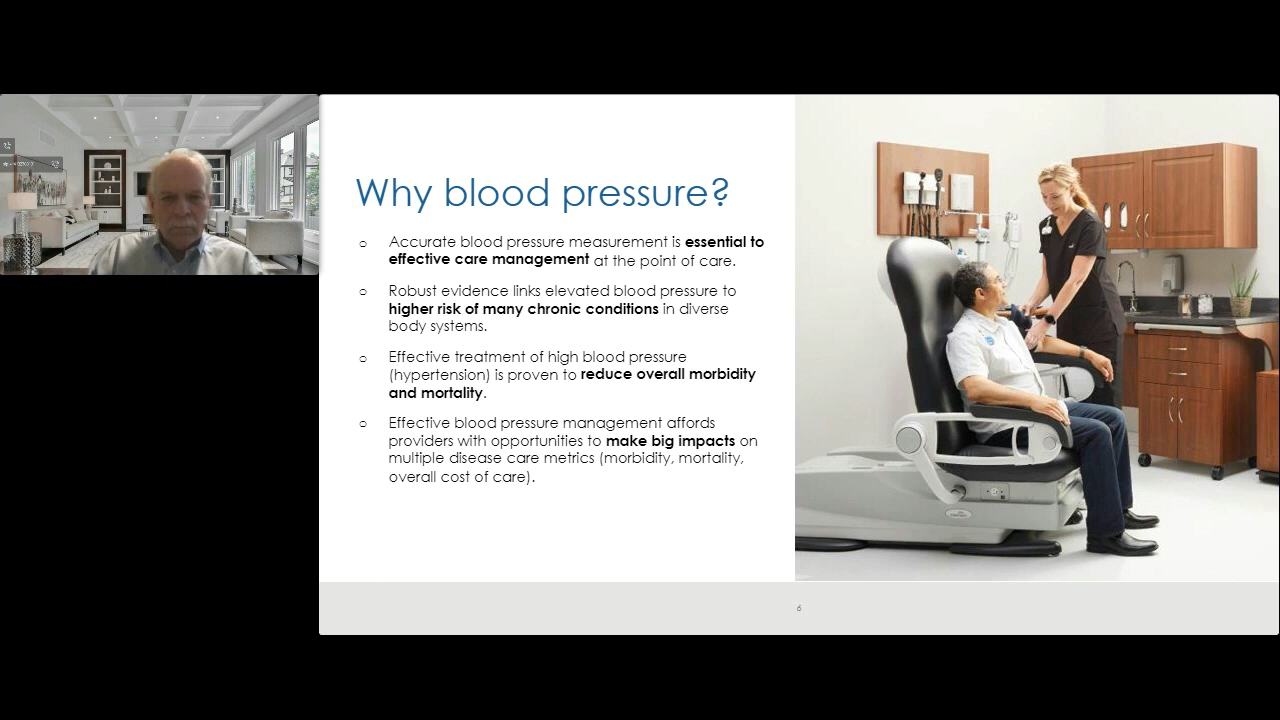 Why blood pressure?
○ Accurate blood pressure measurement is essential to
effective care management at the point of care.
○ Robust evidence links elevated blood pressure to
higher risk of many chronic conditions in diverse
body systems.
○ Effective treatment of high blood pressure
(hypertension) is proven to reduce overall morbidity
and mortality.
○ Effective blood pressure management affords
providers with opportunities to make big impacts on
multiple disease care metrics (morbidity, mortality,
overall cost of care).
6